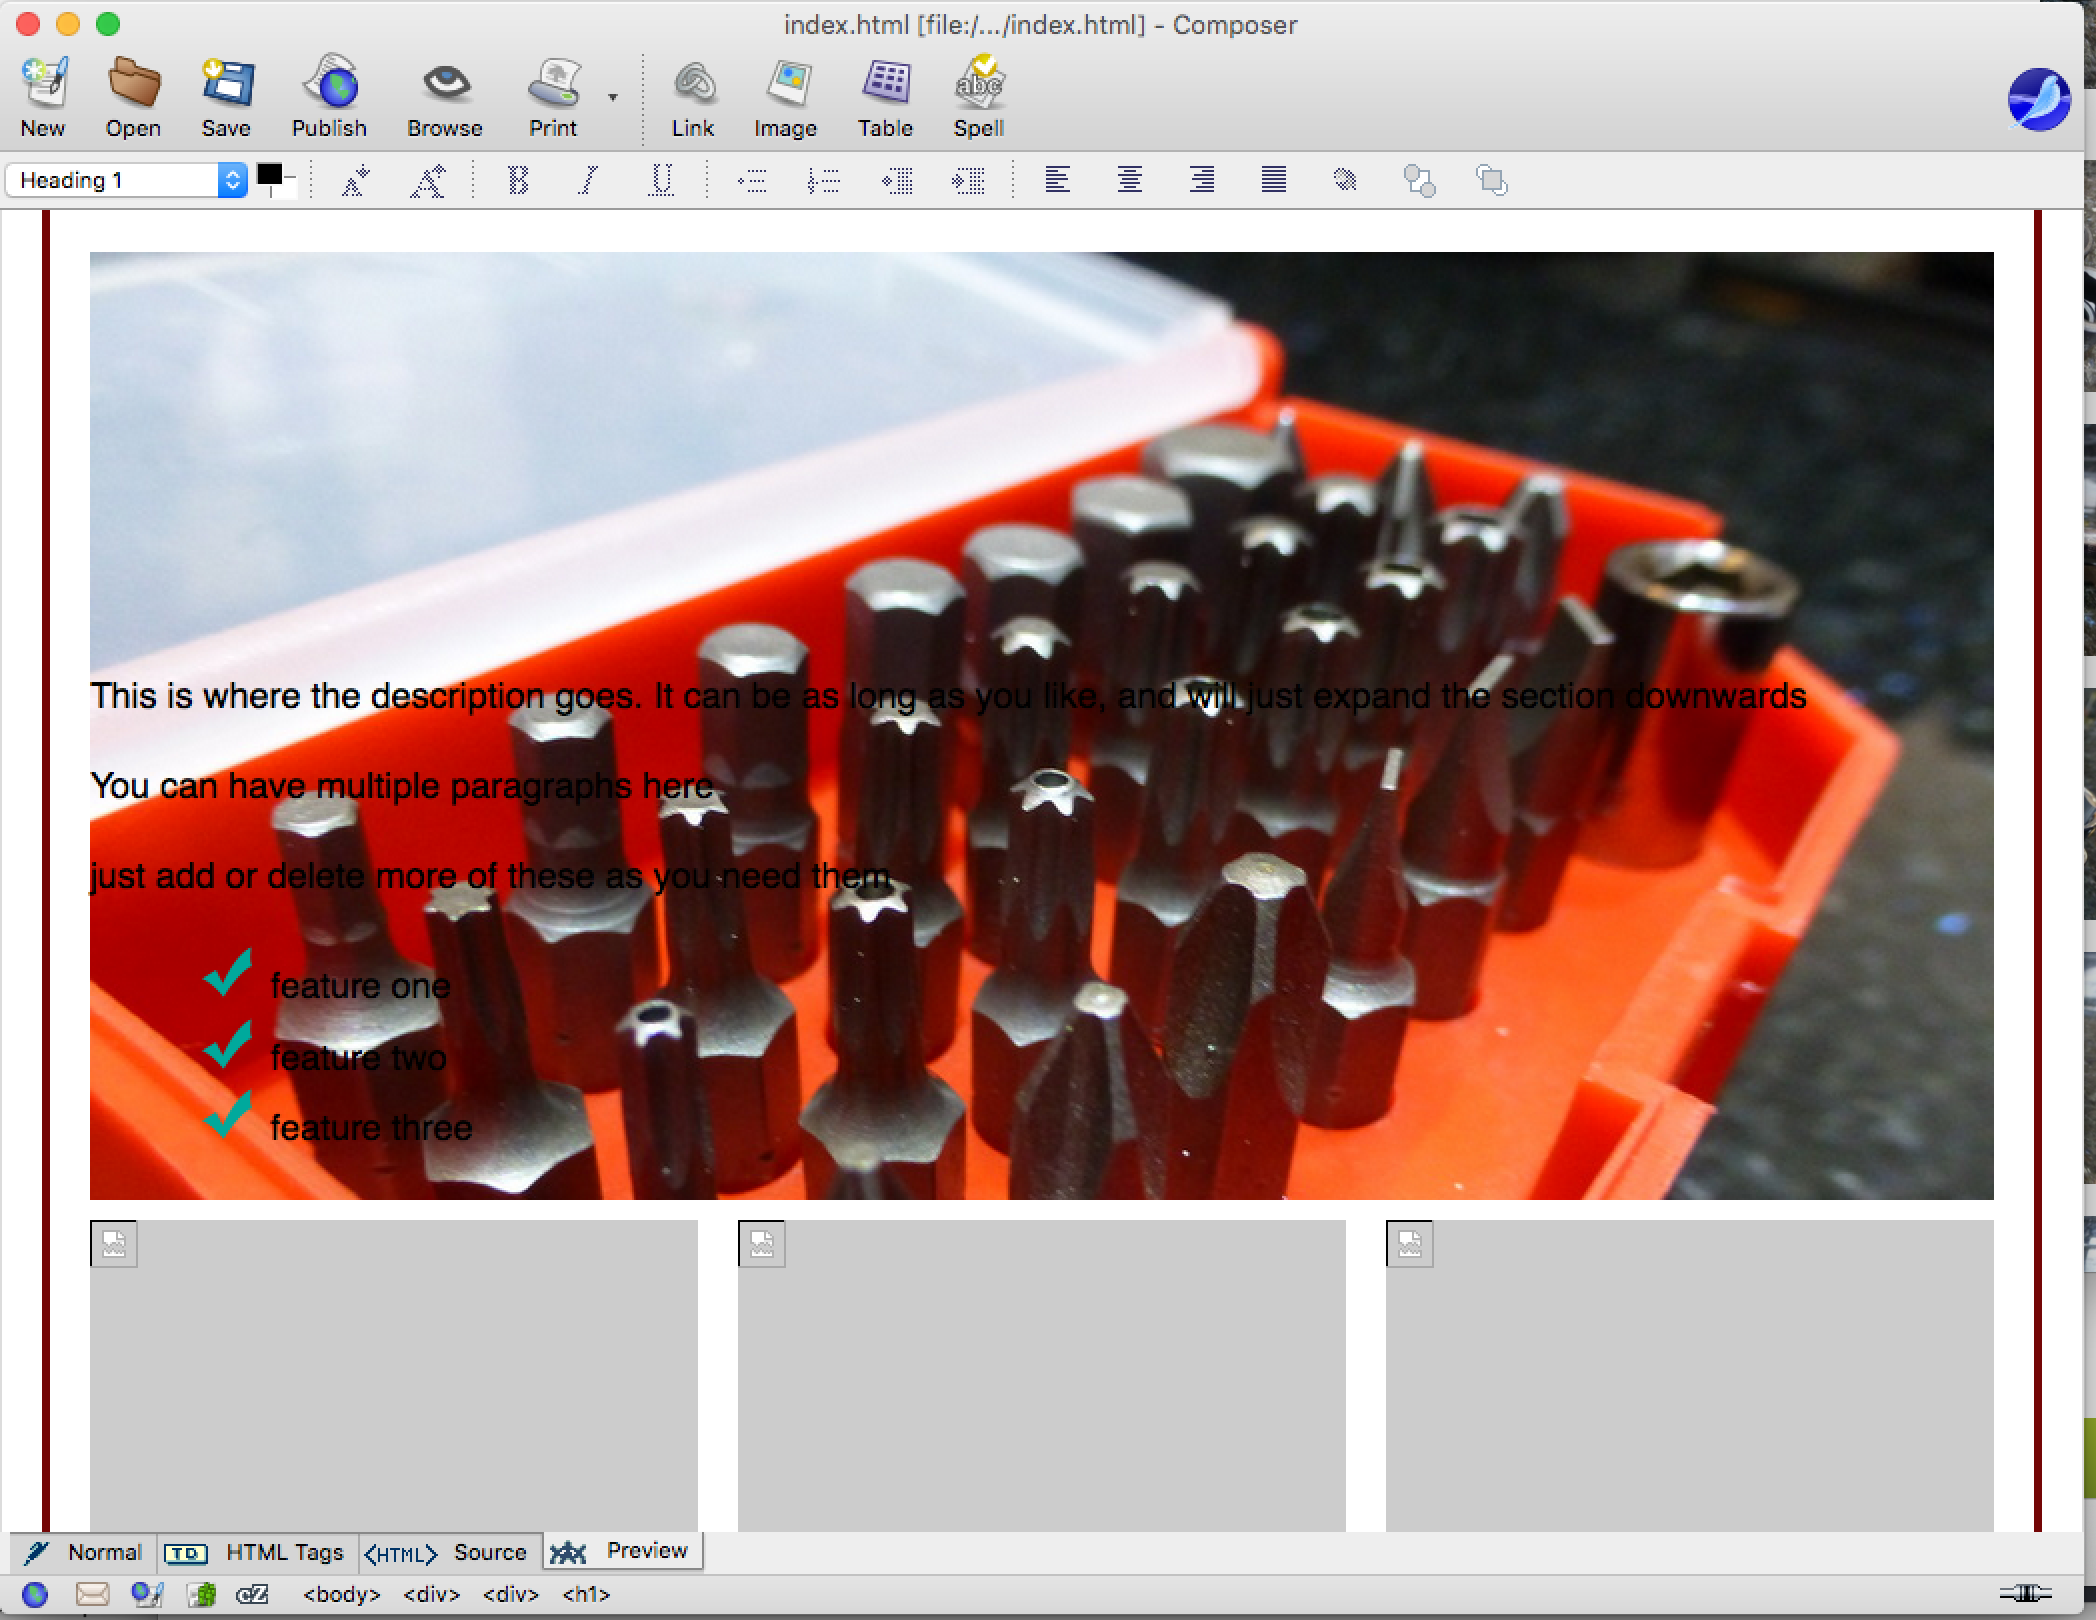 index.html [file:/.../index.html] - Composer
New Open Save Publish Browse Print Link Image Table Spell
abc
Heading 1
B I U
This is where the description goes. It can be as long as you like, and will just expand the section downwards
You can have multiple paragraphs here
just add or delete more of these as you need them
feature one
feature two
feature three
Normal TD HTML Tags <HTML> Source Preview
<body> <div> <div> <h1>